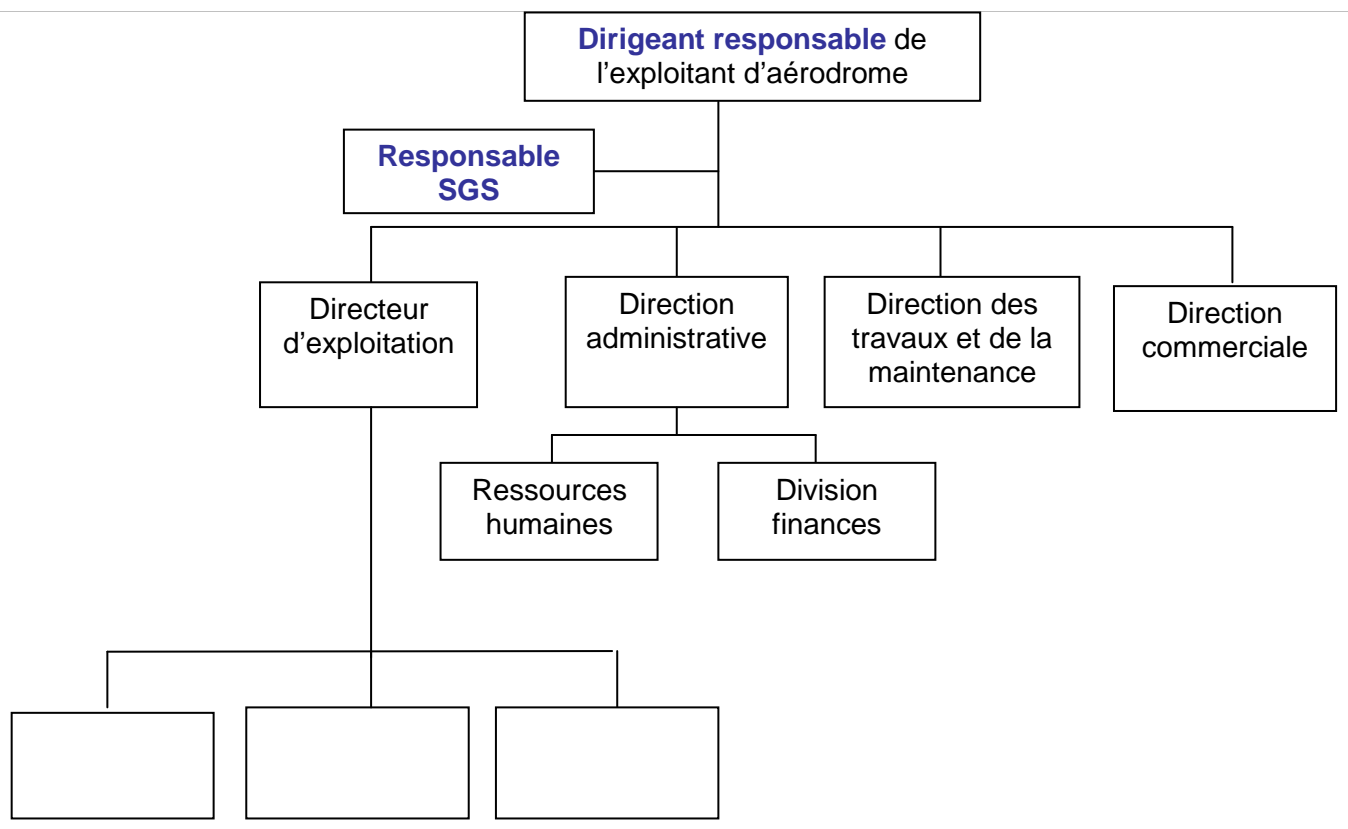 Dirigeant responsable de
l’exploitant d’aérodrome
Responsable
SGS
Directeur
d’exploitation
Direction
administrative
Direction des
travaux et de la
maintenance
Direction
commerciale
Ressources
humaines
Division
finances